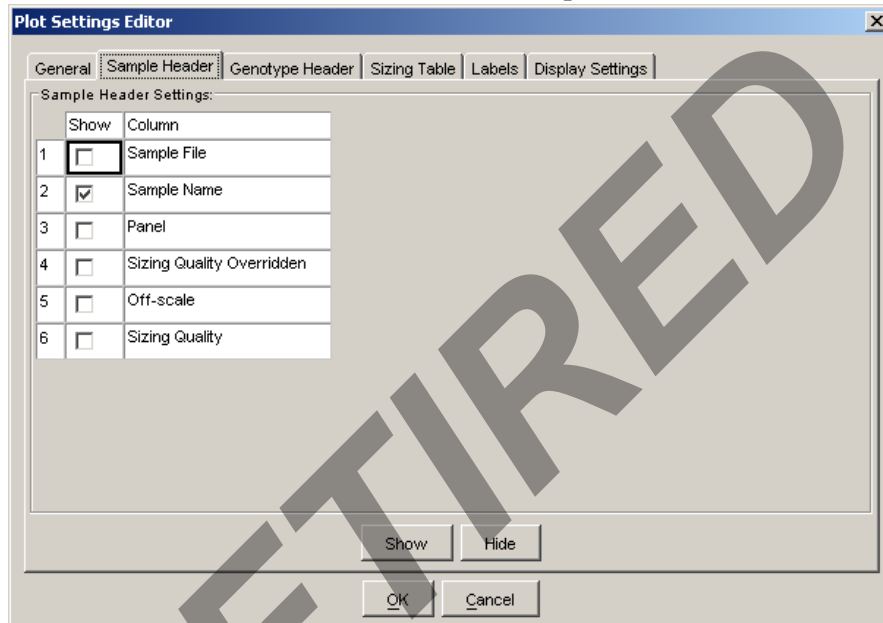 Plot Settings Editor
General Sample Header Genotype Header Sizing Table Labels Display Settings
Sample Header Settings:
Show Column
1 Sample File
2 Sample Name
3 Panel
4 Sizing Quality Overridden
5 Off-scale
6 Sizing Quality
Show Hide
OK Cancel
ETIRED